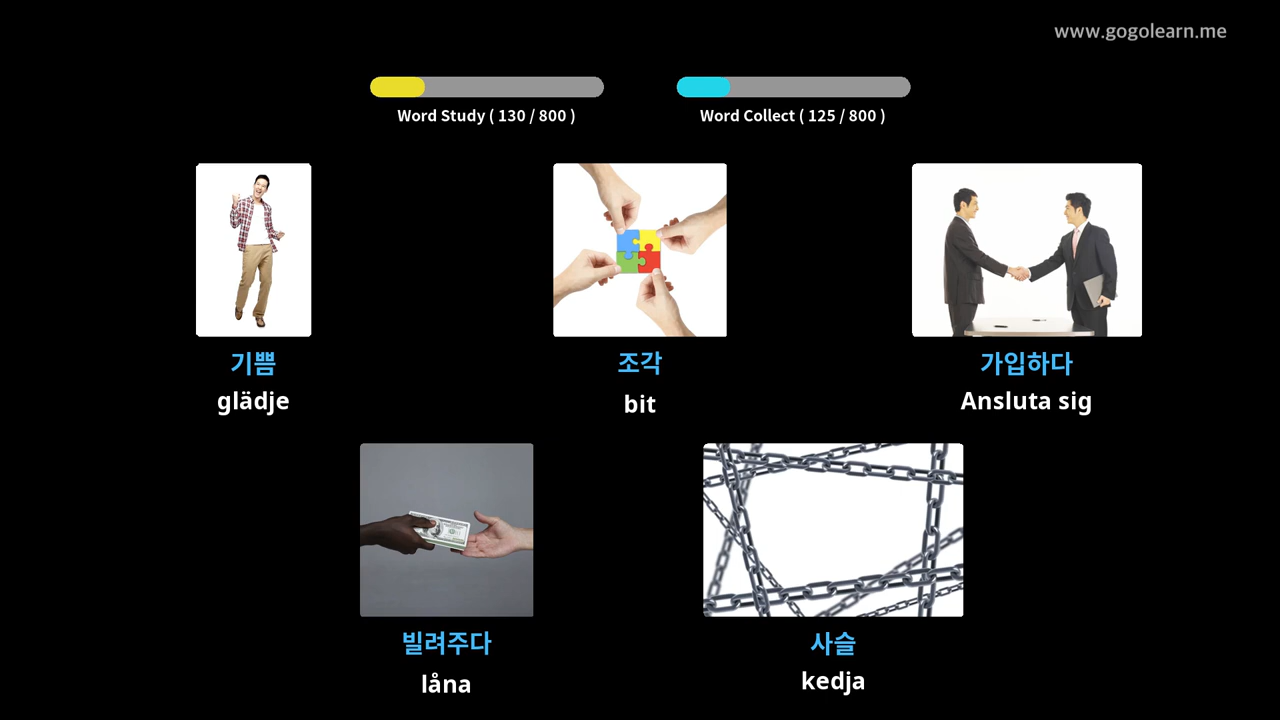 www.gogolearn.me
Word Study ( 130 / 800 )
Word Collect ( 125 / 800 )
기쁨
glädje
조각
bit
가입하다
Ansluta sig
빌려주다
låna
사슬
kedja